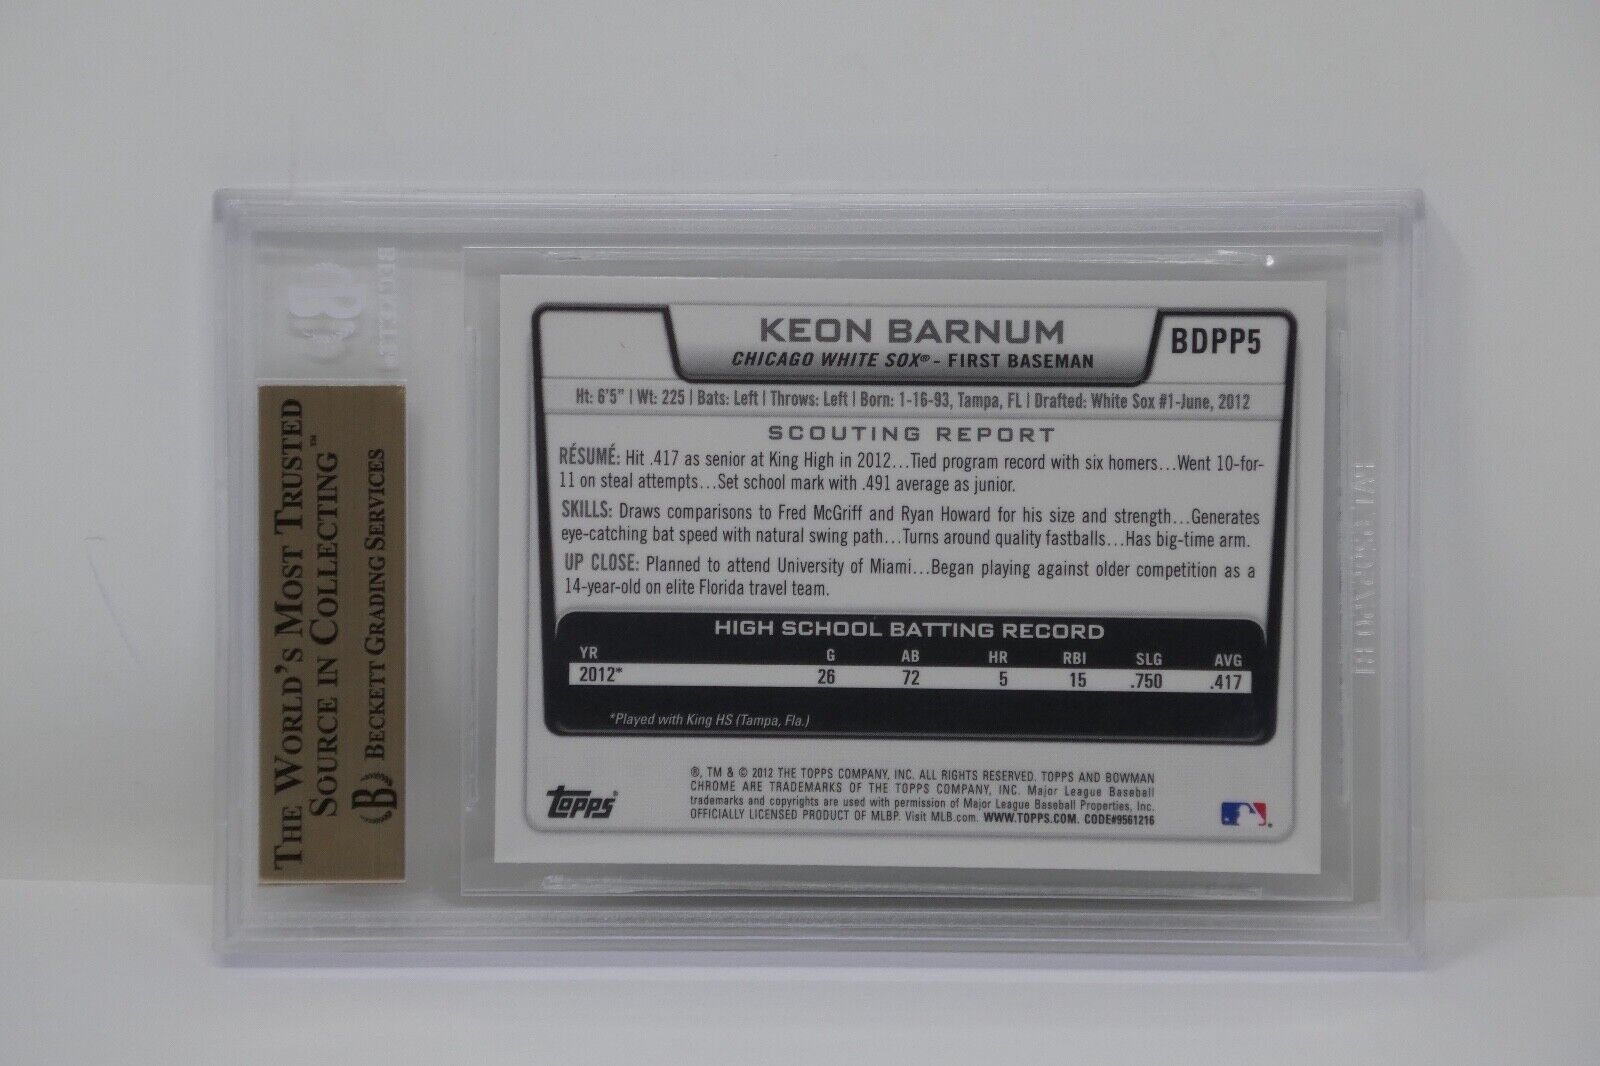 THE WORLD'S MOST TRUSTED
SOURCE IN COLLECTING™
B BECKETT GRADING SERVICES
B
KEON BARNUM
CHICAGO WHITE SOX® - FIRST BASEMAN
BDPP5
Ht: 6'5" | Wt: 225 | Bats: Left | Throws: Left | Born: 1-16-93, Tampa, FL | Drafted: White Sox #1-June, 2012
SCOUTING REPORT
RÉSUMÉ: Hit .417 as senior at King High in 2012...Tied program record with six homers...Went 10-for-
11 on steal attempts...Set school mark with .491 average as junior.
SKILLS: Draws comparisons to Fred McGriff and Ryan Howard for his size and strength...Generates
eye-catching bat speed with natural swing path...Turns around quality fastballs...Has big-time arm.
UP CLOSE: Planned to attend University of Miami...Began playing against older competition as a
14-year-old on elite Florida travel team.
HIGH SCHOOL BATTING RECORD
YR G AB HR RBI SLG AVG
2012* 26 72 5 15 .750 .417
*Played with King HS (Tampa, Fla.)
topps®
®, TM & © 2012 THE TOPPS COMPANY, INC. ALL RIGHTS RESERVED. TOPPS AND BOWMAN
CHROME ARE TRADEMARKS OF THE TOPPS COMPANY, INC. Major League Baseball
trademarks and copyrights are used with permission of Major League Baseball Properties, Inc.
OFFICIALLY LICENSED PRODUCT OF MLBP. Visit MLB.com. WWW.TOPPS.COM. CODE#9561216